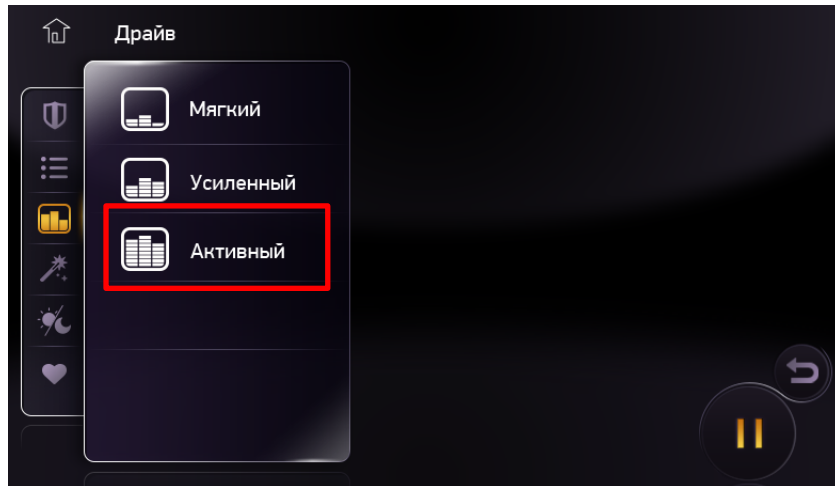 Драйв
Мягкий
Усиленный
Активный